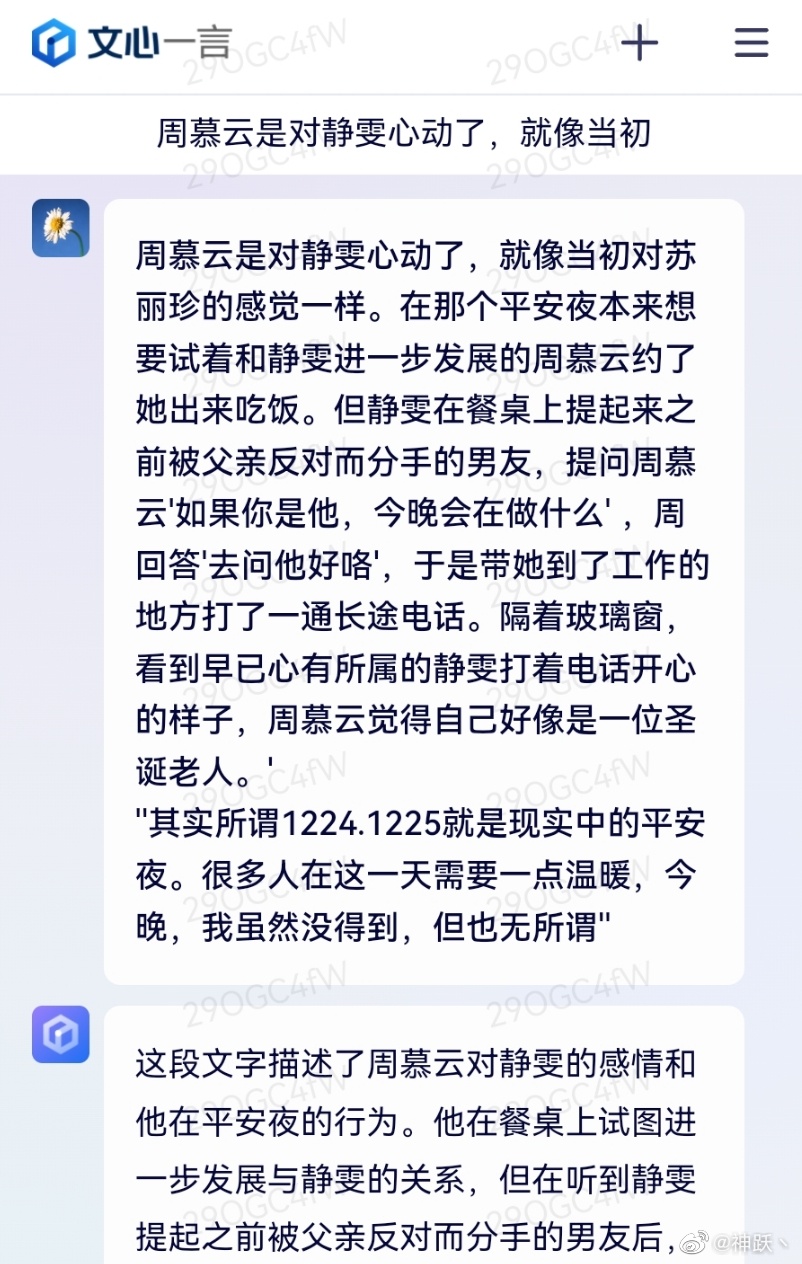 文心一言
周慕云是对静雯心动了，就像当初
周慕云是对静雯心动了，就像当初对苏
丽珍的感觉一样。在那个平安夜本来想
要试着和静雯进一步发展的周慕云约了
她出来吃饭。但静雯在餐桌上提起来之
前被父亲反对而分手的男友，提问周慕
云'如果你是他，今晚会在做什么'，周
回答'去问他好咯'，于是带她到了工作的
地方打了一通长途电话。隔着玻璃窗，
看到早已心有所属的静雯打着电话开心
的样子，周慕云觉得自己好像是一位圣
诞老人。'
"其实所谓1224.1225就是现实中的平安
夜。很多人在这一天需要一点温暖，今
晚，我虽然没得到，但也无所谓"
这段文字描述了周慕云对静雯的感情和
他在平安夜的行为。他在餐桌上试图进
一步发展与静雯的关系，但在听到静雯
提起之前被父亲反对而分手的男友后，
@神跃丶
29OGC4fW